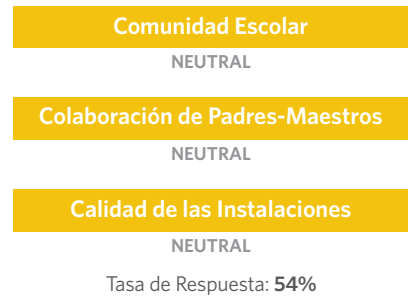 Comunidad Escolar
NEUTRAL
Colaboración de Padres-Maestros
NEUTRAL
Calidad de las Instalaciones
NEUTRAL
Tasa de Respuesta: 54%